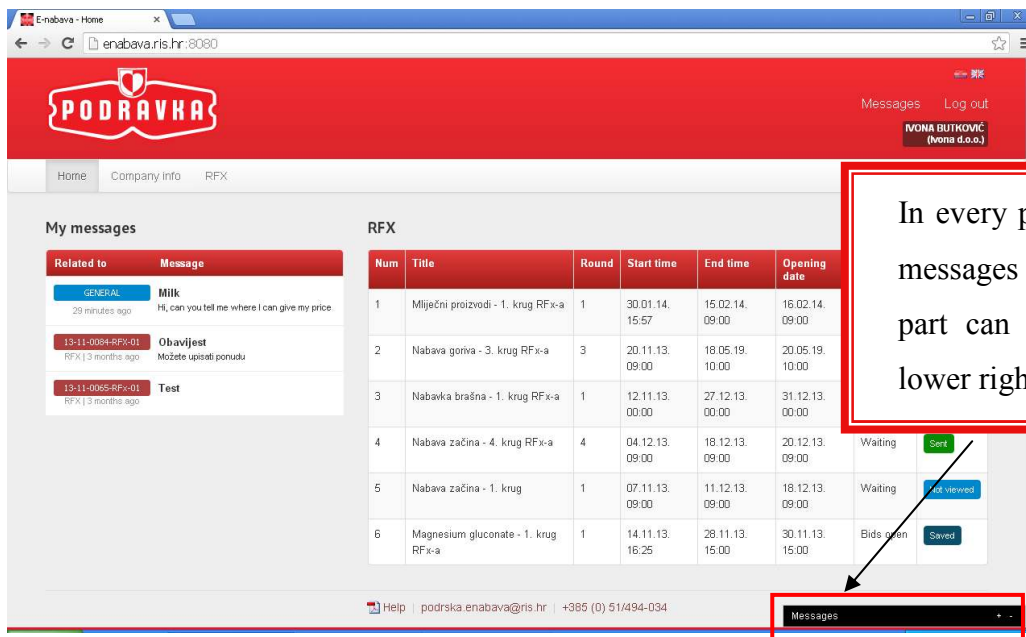 E-nabava - Home
enabava.ris.hr:8080
PODRAVKA
Messages Log out
IVONA BUTKOVIĆ
(Ivona d.o.o.)
Home Company info RFX
My messages
Related to Message
GENERAL Milk
29 minutes ago Hi, can you tell me where I can give my price
13-11-0084-RFX-01 Obavijest
RFX | 3 months ago Možete upisati ponudu
13-11-0065-RFx-01 Test
RFX | 3 months ago
RFX
Num Title Round Start time End time Opening
date
1 Mliječni proizvodi - 1. krug RFx-a 1 30.01.14. 15.02.14. 16.02.14.
15:57 09:00 09:00
2 Nabava goriva - 3. krug RFx-a 3 20.11.13. 18.05.19. 20.05.19.
09:00 10:00 10:00
3 Nabavka brašna - 1. krug RFx-a 1 12.11.13. 27.12.13. 31.12.13.
00:00 00:00 00:00
4 Nabava začina - 4. krug RFx-a 4 04.12.13. 18.12.13. 20.12.13. Waiting Sent
09:00 09:00 09:00
5 Nabava začina - 1. krug 1 07.11.13. 11.12.13. 18.12.13. Waiting Not viewed
09:00 09:00 09:00
6 Magnesium gluconate - 1. krug 1 14.11.13. 28.11.13. 30.11.13. Bids open Saved
RFx-a 16:25 15:00 15:00
In every p
messages
part can
lower righ
Help | podrska.enabava@ris.hr | +385 (0) 51/494-034
Messages + -